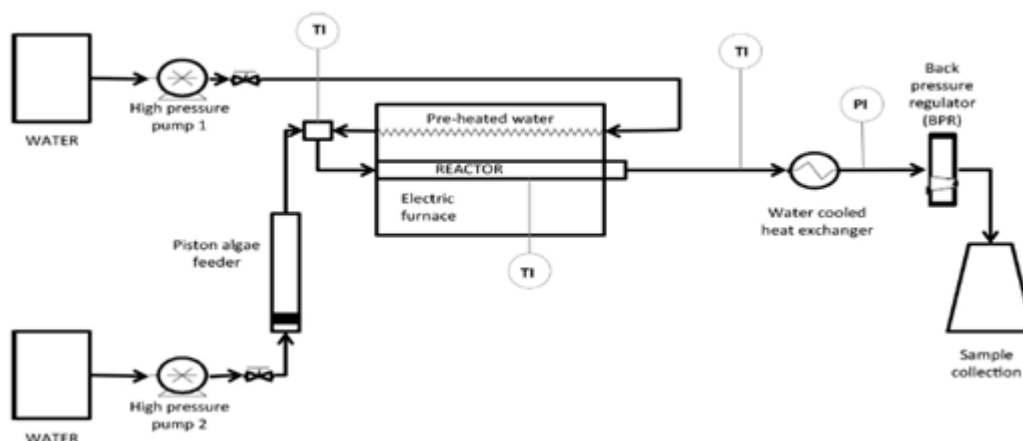 TI
TI
Back
pressure
regulator
(BPR)
High pressure
pump 1
WATER
Pre-heated water
PI
REACTOR
Electric
furnace
Water cooled
heat exchanger
Piston algae
feeder
TI
Sample
collection
High pressure
pump 2
WATER